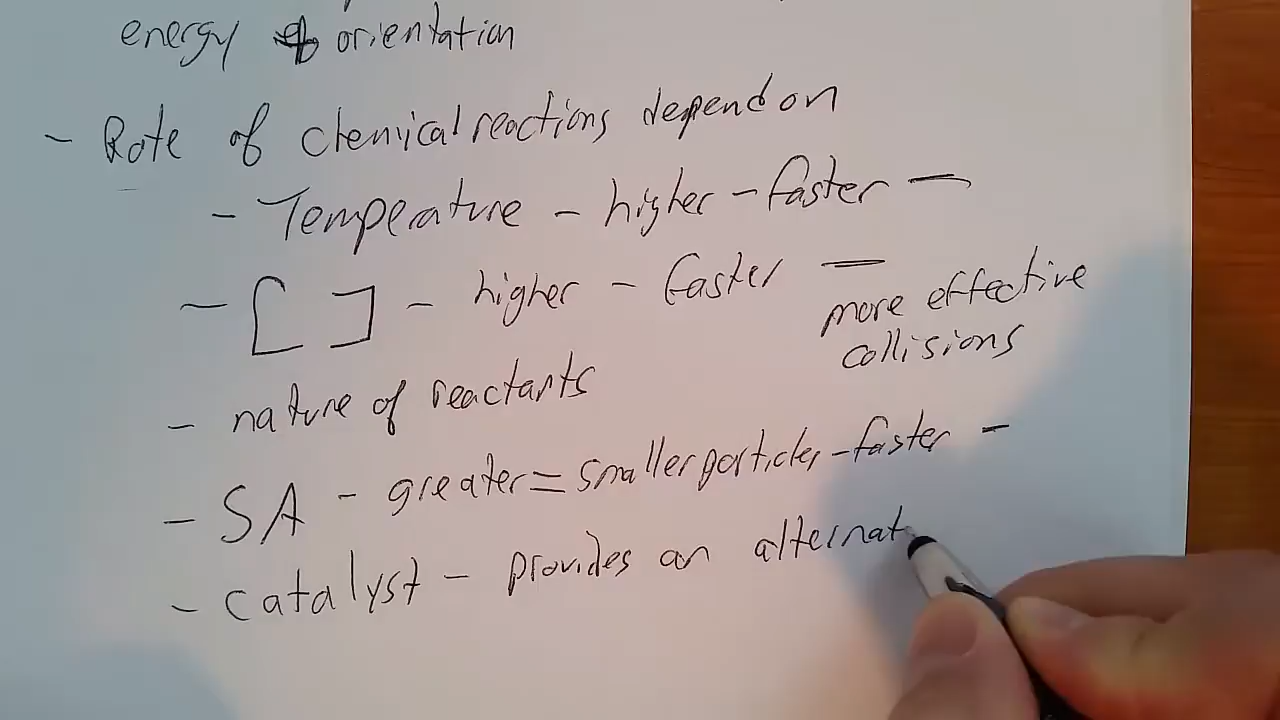 energy & orientation
- Rate of chemical reactions depend on
- Temperature - higher - faster -
- [ ] - higher - faster -
more effective
collisions
- nature of reactants
- SA - greater = smaller particles - faster -
- catalyst - provides an alternat